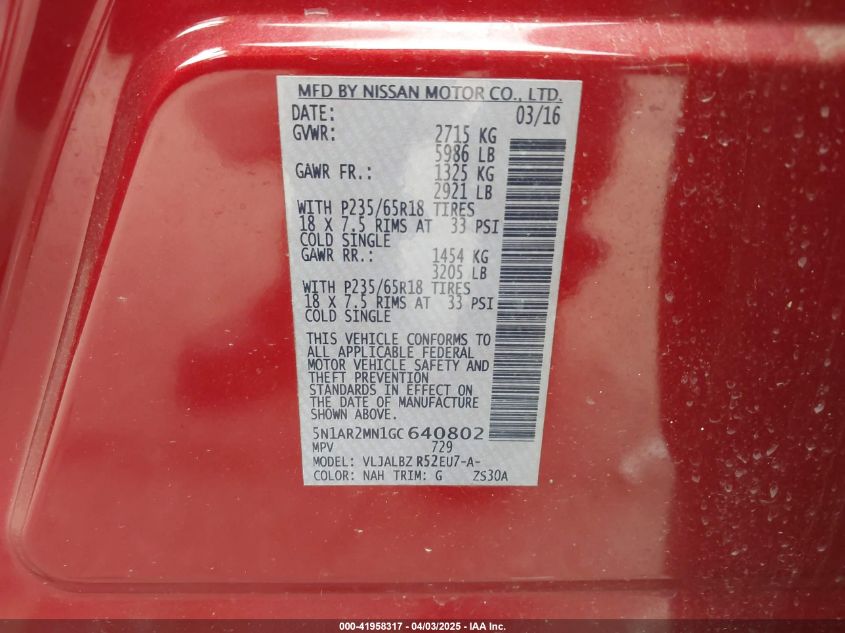 MFD BY NISSAN MOTOR CO., LTD.
DATE: 03/16
GVWR: 2715 KG
5986 LB
GAWR FR.: 1325 KG
2921 LB
WITH P235/65R18 TIRES
18 X 7.5 RIMS AT 33 PSI
COLD SINGLE
GAWR RR.: 1454 KG
3205 LB
WITH P235/65R18 TIRES
18 X 7.5 RIMS AT 33 PSI
COLD SINGLE
THIS VEHICLE CONFORMS TO
ALL APPLICABLE FEDERAL
MOTOR VEHICLE SAFETY AND
THEFT PREVENTION
STANDARDS IN EFFECT ON
THE DATE OF MANUFACTURE
SHOWN ABOVE.
5N1AR2MN1GC640802
MPV 729
MODEL: VLJALBZ R52EU7-A-
COLOR: NAH TRIM: G ZS30A
000-41958317 - 04/03/2025 - IAA Inc.